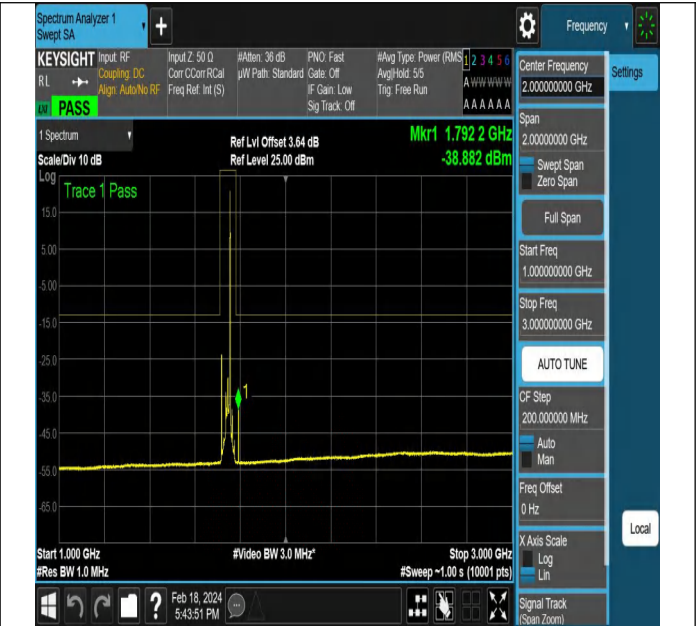 Spectrum Analyzer 1
Swept SA
+
Frequency
KEYSIGHT
RL
PASS
Input: RF
Coupling: DC
Align: Auto/No RF
Input Z: 50 Ω
Corr CCorr RCal
Freq Ref: Int (S)
#Atten: 36 dB
µW Path: Standard
PNO: Fast
Gate: Off
IF Gain: Low
Sig Track: Off
#Avg Type: Power (RMS
Avg|Hold: 5/5
Trig: Free Run
1 2 3 4 5 6
A W W W W W
A A A A A A
1 Spectrum
Scale/Div 10 dB
Ref Lvl Offset 3.64 dB
Ref Level 25.00 dBm
Mkr1 1.792 2 GHz
-38.882 dBm
Log
Trace 1 Pass
15.0
5.00
-5.00
-15.0
-25.0
-35.0
-45.0
-55.0
-65.0
1
Start 1.000 GHz
#Res BW 1.0 MHz
#Video BW 3.0 MHz*
Stop 3.000 GHz
#Sweep ~1.00 s (10001 pts)
Feb 18, 2024
5:43:51 PM
Center Frequency
2.000000000 GHz
Settings
Span
2.00000000 GHz
Swept Span
Zero Span
Full Span
Start Freq
1.000000000 GHz
Stop Freq
3.000000000 GHz
AUTO TUNE
CF Step
200.000000 MHz
Auto
Man
Freq Offset
0 Hz
X Axis Scale
Log
Lin
Local
Signal Track
(Span Zoom)